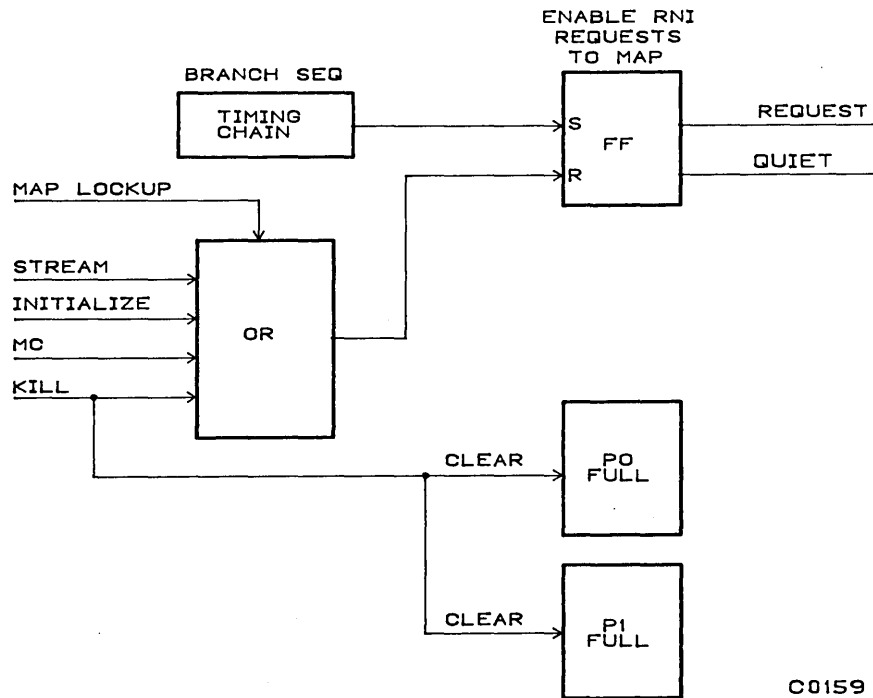 ENABLE RNI
REQUESTS
TO MAP
BRANCH SEQ
TIMING
CHAIN
S
FF
R
REQUEST
QUIET
MAP LOCKUP
STREAM
INITIALIZE
MC
KILL
OR
CLEAR
P0
FULL
CLEAR
P1
FULL
C0159